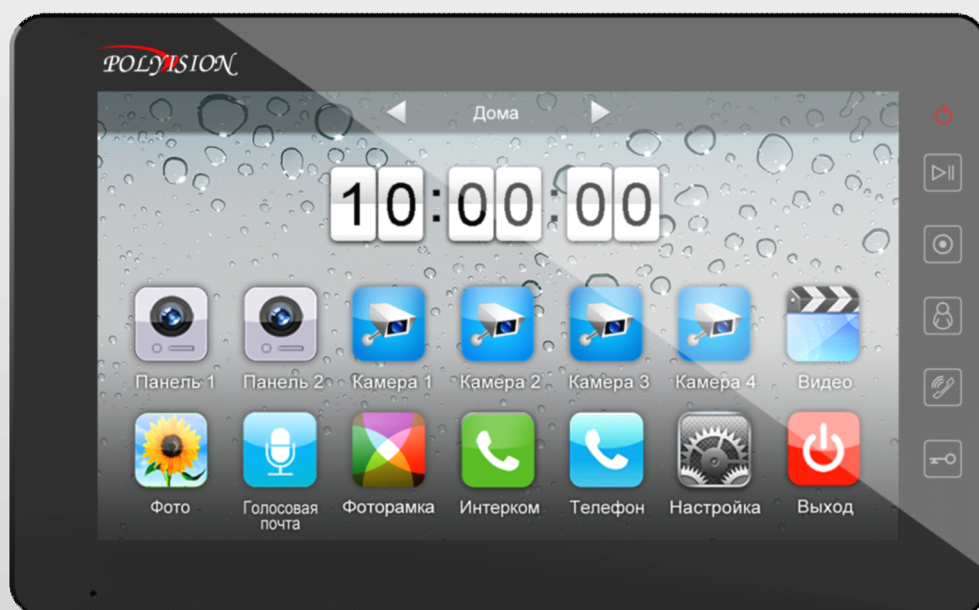 POLYVISION
Дома
10:00:00
Панель 1
Панель 2
Камера 1
Камера 2
Камера 3
Камера 4
Видео
Фото
Голосовая
почта
Фоторамка
Интерком
Телефон
Настройка
Выход